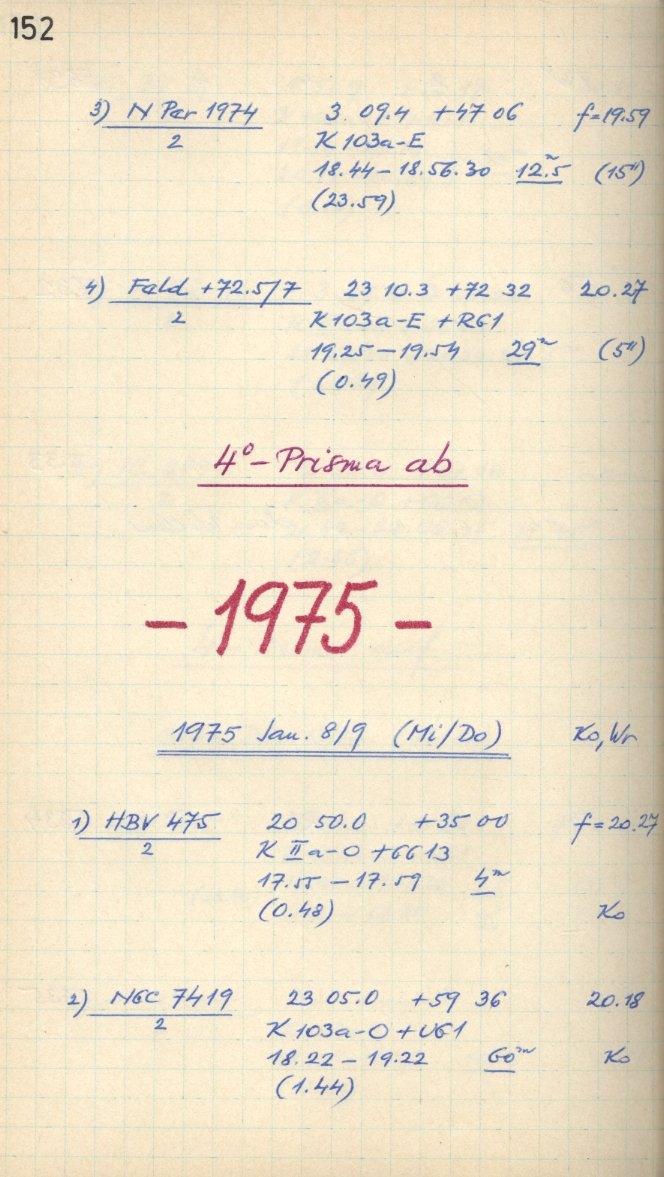 152
3) N Per 1974 3 09.4 +47 06 f=19.59
2 K 103a-E
18.44 – 18.56.30 12.ᵐ5 (15")
(23.59)
4) Feld +72.5/7 23 10.3 +72 32 20.27
2 K 103a-E + RG1
19.25 – 19.54 29ᵐ (5")
(0.49)
4° - Prisma ab
- 1975 -
1975 Jan. 8/9 (Mi/Do) Ko, Wr
1) HBV 475 20 50.0 +35 00 f=20.27
2 K IIa-O + GG13
17.55 – 17.59 4ᵐ
(0.48) Ko
2) NGC 7419 23 05.0 +59 36 20.18
2 K 103a-O + UG1
18.22 – 19.22 60ᵐ Ko
(1.44)